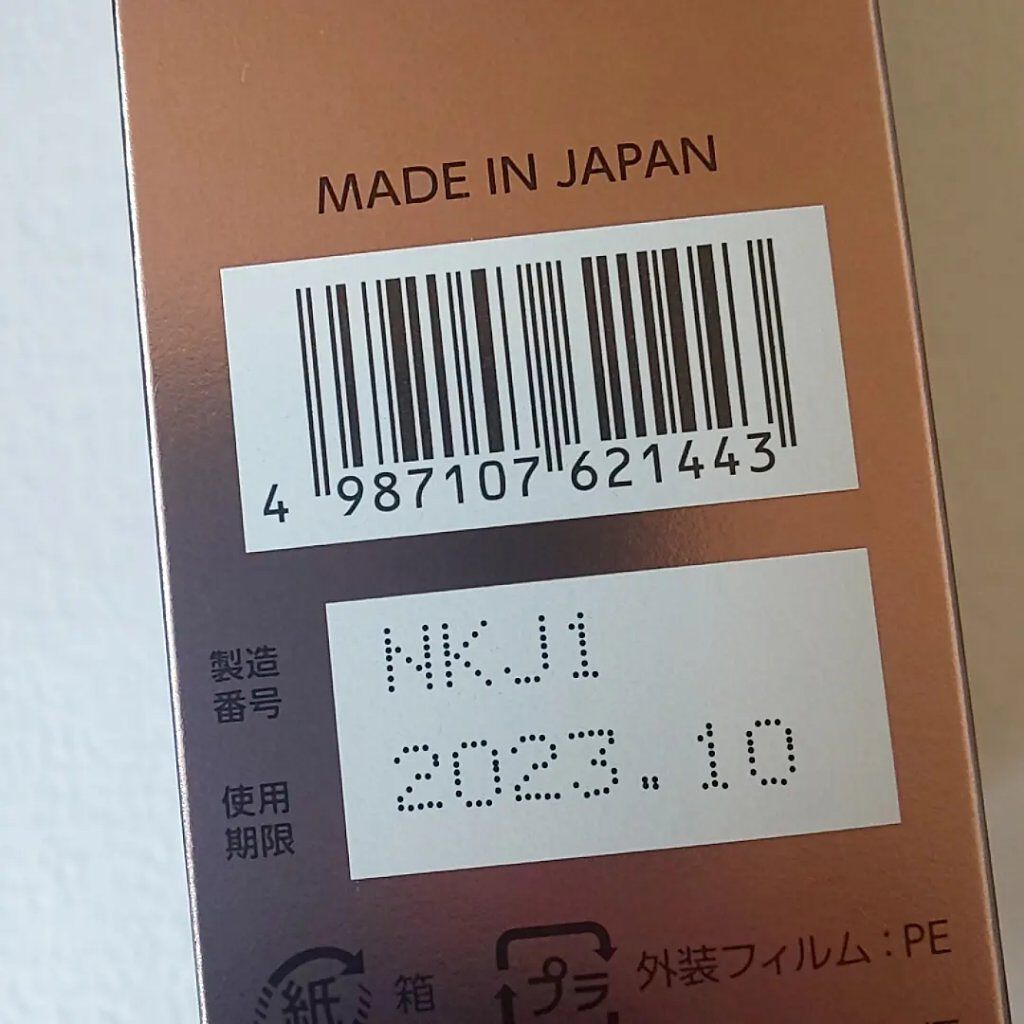 MADE IN JAPAN
4 987107 621443
製造
番号
NKJ1
使用
期限
2023.10
紙 箱
プラ 外装フィルム：PE